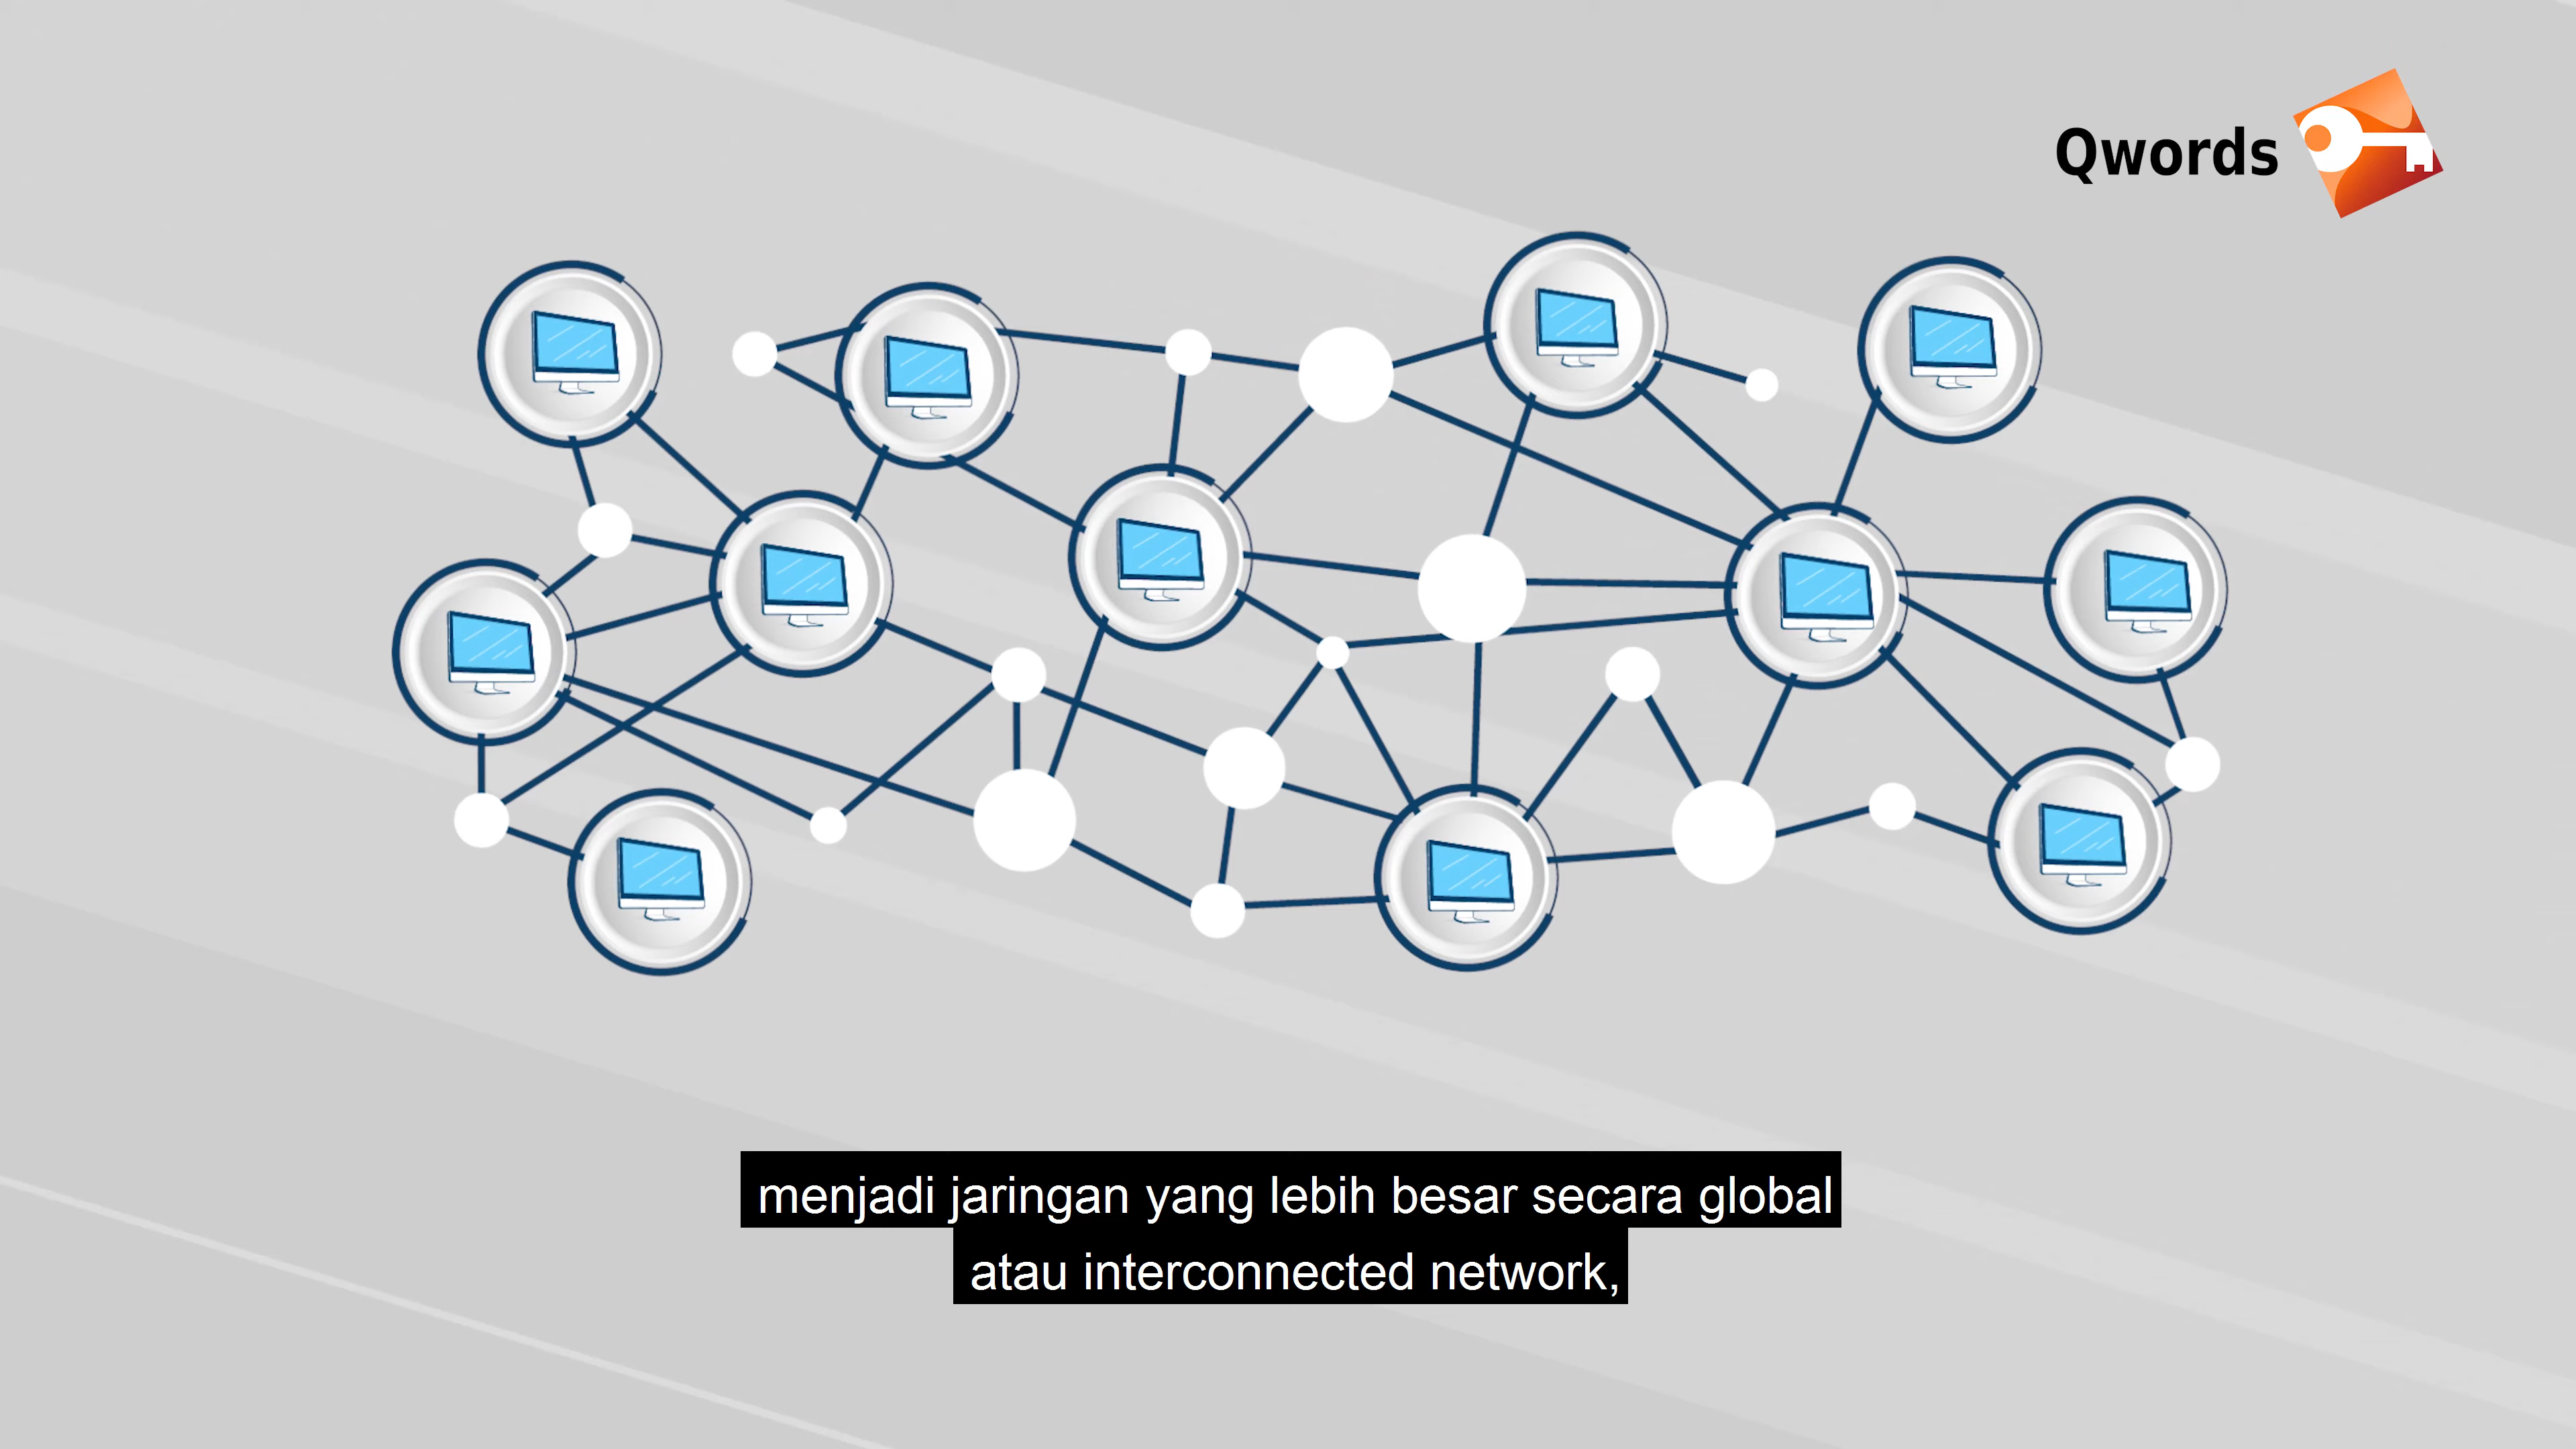 Qwords
menjadi jaringan yang lebih besar secara global
atau interconnected network,